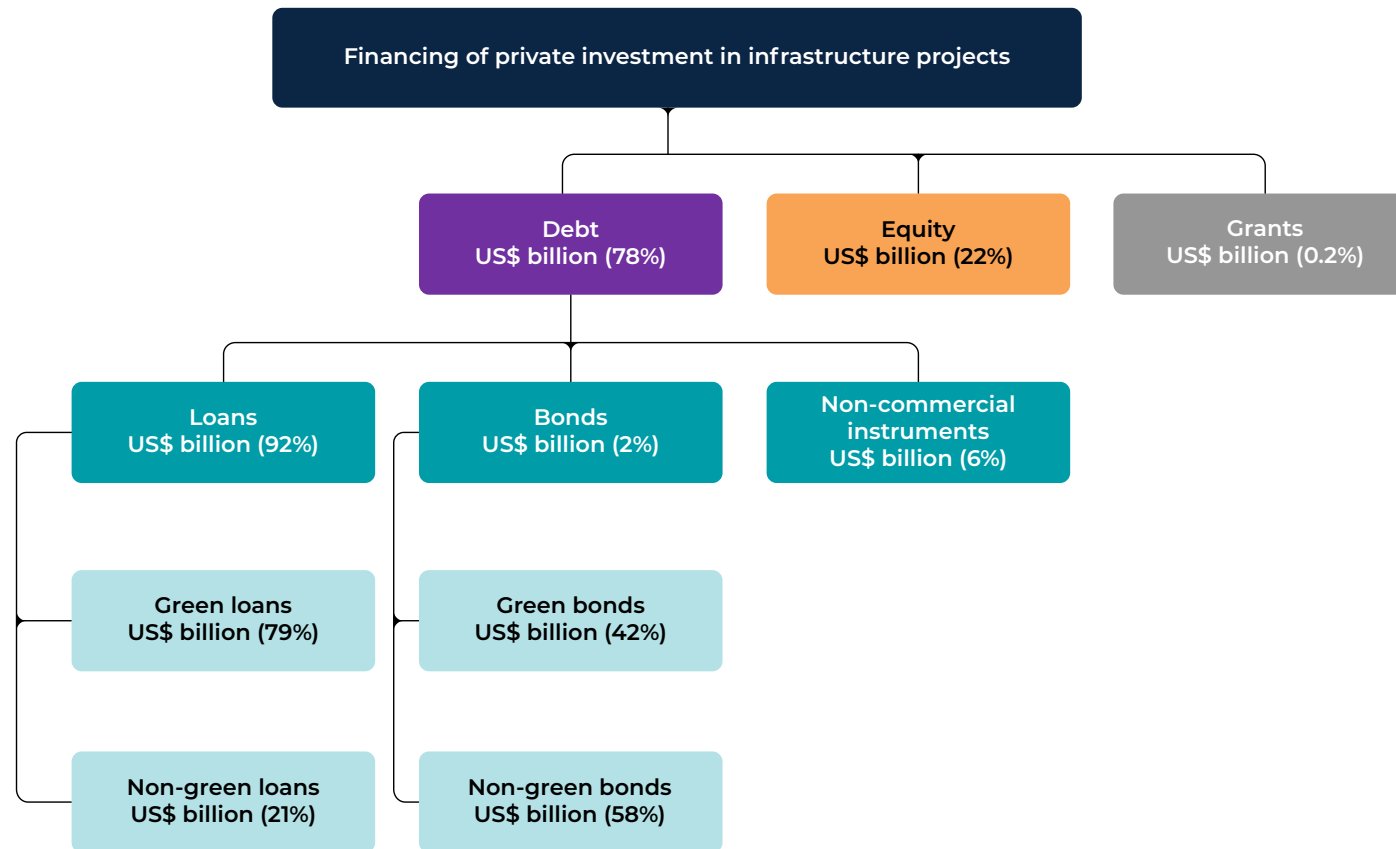 Financing of private investment in infrastructure projects
Debt
US$ billion (78%)
Equity
US$ billion (22%)
Grants
US$ billion (0.2%)
Loans
US$ billion (92%)
Bonds
US$ billion (2%)
Non-commercial
instruments
US$ billion (6%)
Green loans
US$ billion (79%)
Green bonds
US$ billion (42%)
Non-green loans
US$ billion (21%)
Non-green bonds
US$ billion (58%)